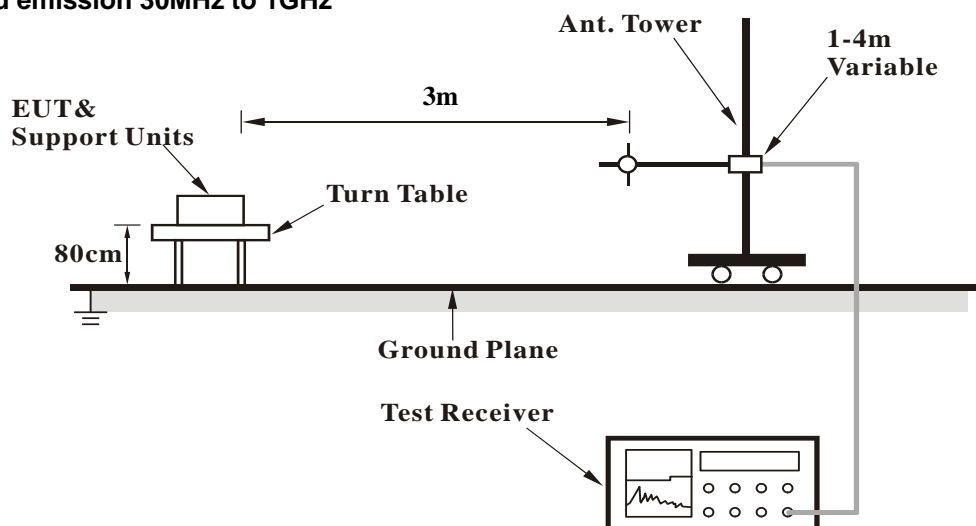 emission 30MHz to 1GHz
Ant. Tower
1-4m
Variable
3m
EUT&
Support Units
Turn Table
80cm
Ground Plane
Test Receiver